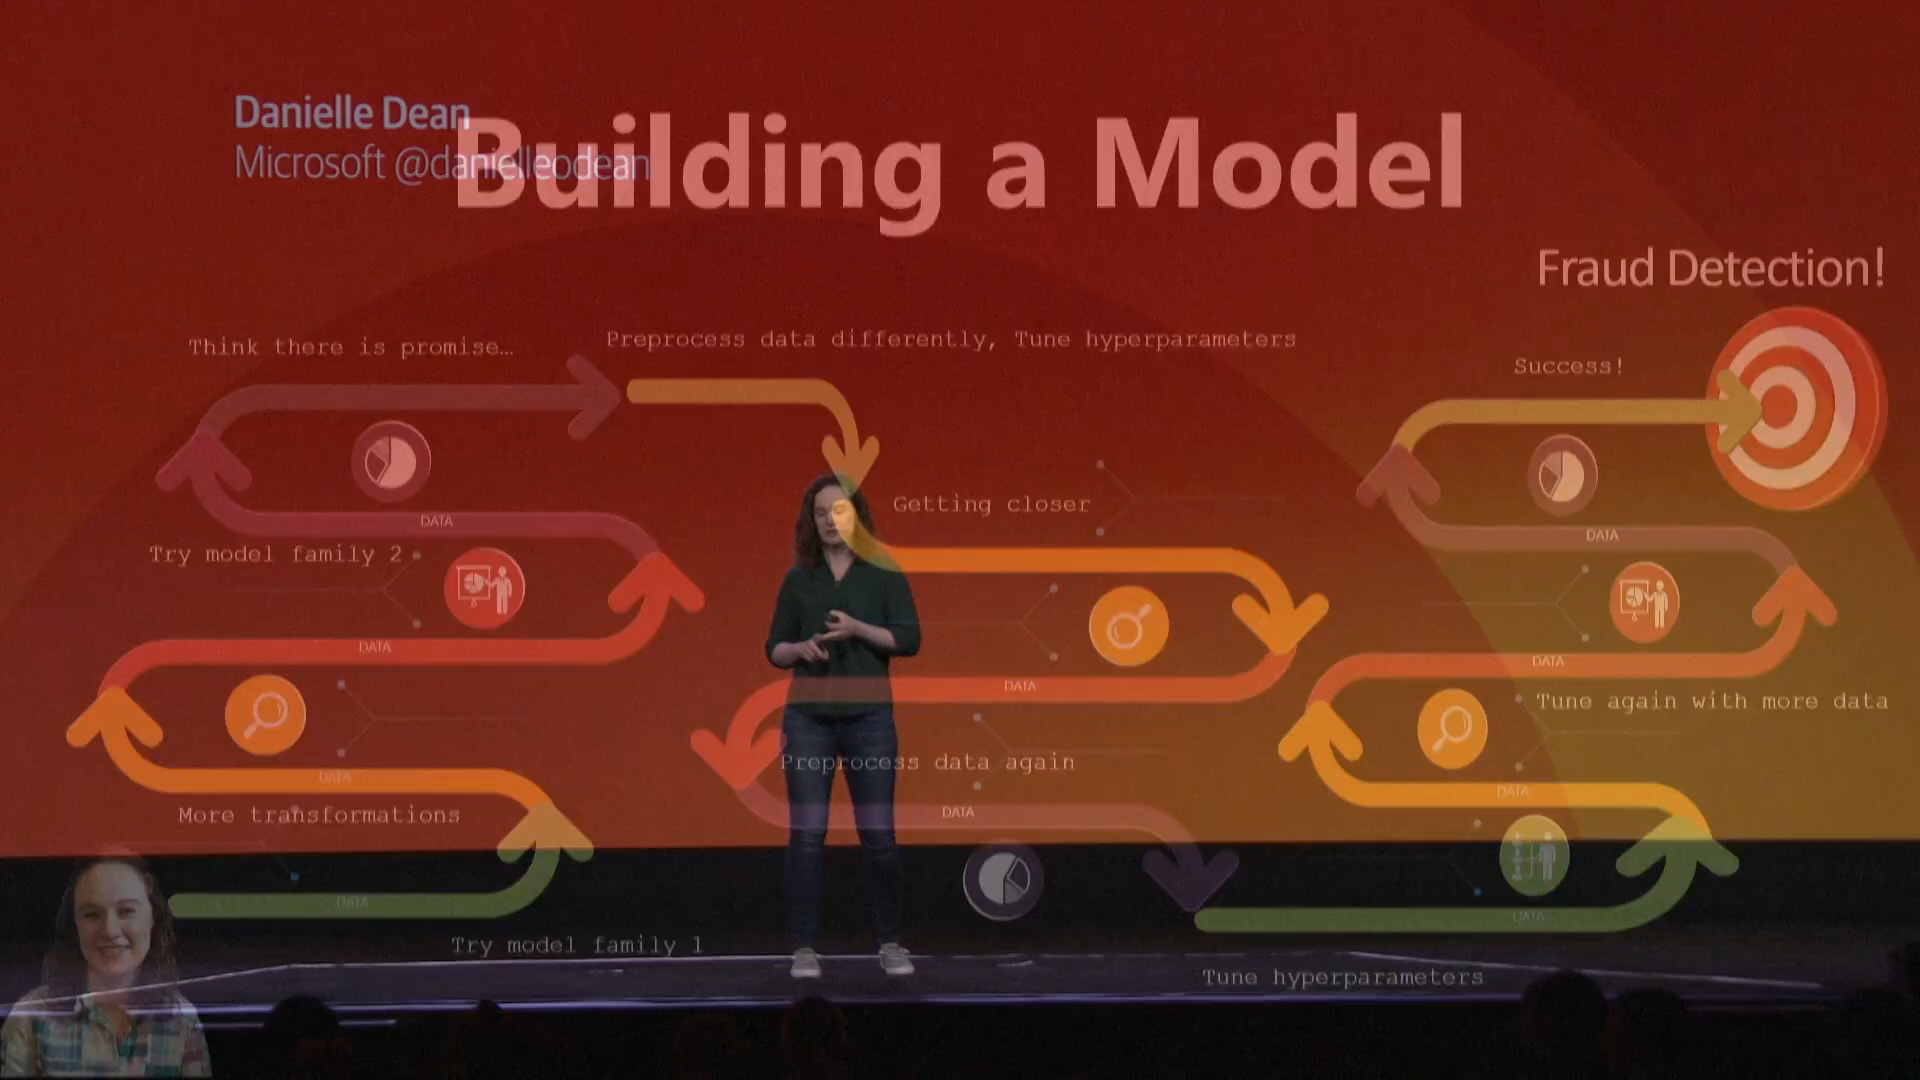 Danielle Dean
Microsoft @danielleodean
Building a Model
Fraud Detection!
Think there is promise…
Preprocess data differently, Tune hyperparameters
Success!
Getting closer
DATA
DATA
Try model family 2
DATA
DATA
DATA
Tune again with more data
Preprocess data again
DATA
DATA
More transformations
DATA
DATA
DATA
Try model family 1
Tune hyperparameters